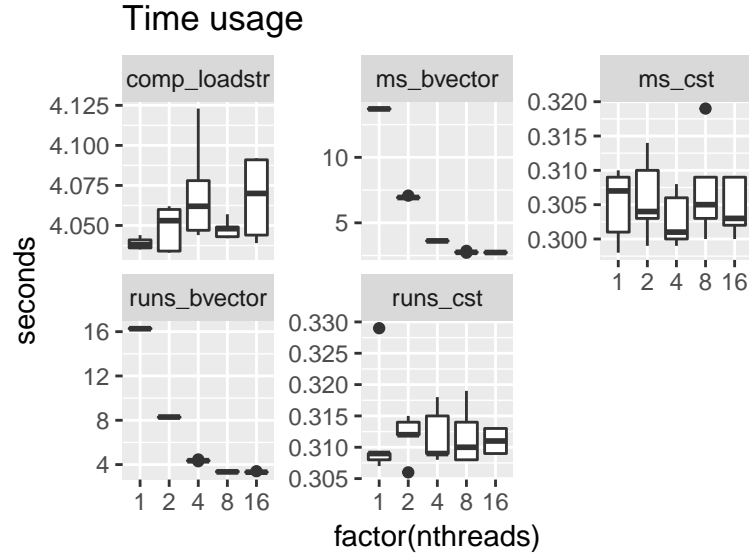 Time usage
comp_loadstr
ms_bvector
ms_cst
4.125
4.100
4.075
4.050
10
5
0.320
0.315
0.310
0.305
0.300
1 2 4 8 16
runs_bvector
runs_cst
16
12
8
4
0.330
0.325
0.320
0.315
0.310
0.305
1 2 4 8 16
1 2 4 8 16
seconds
factor(nthreads)